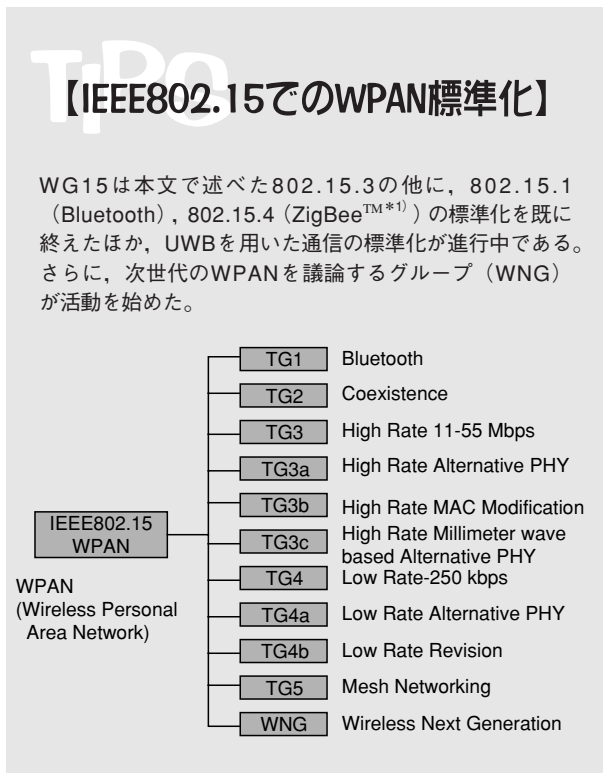 TIPS
【IEEE802.15でのWPAN標準化】
WG15は本文で述べた802.15.3の他に，802.15.1
（Bluetooth），802.15.4（ZigBee™*1)）の標準化を既に
終えたほか，UWBを用いた通信の標準化が進行中である。
さらに，次世代のWPANを議論するグループ（WNG）
が活動を始めた。
IEEE802.15
WPAN
WPAN
(Wireless Personal
Area Network)
TG1 Bluetooth
TG2 Coexistence
TG3 High Rate 11-55 Mbps
TG3a High Rate Alternative PHY
TG3b High Rate MAC Modification
TG3c High Rate Millimeter wave
based Alternative PHY
TG4 Low Rate-250 kbps
TG4a Low Rate Alternative PHY
TG4b Low Rate Revision
TG5 Mesh Networking
WNG Wireless Next Generation